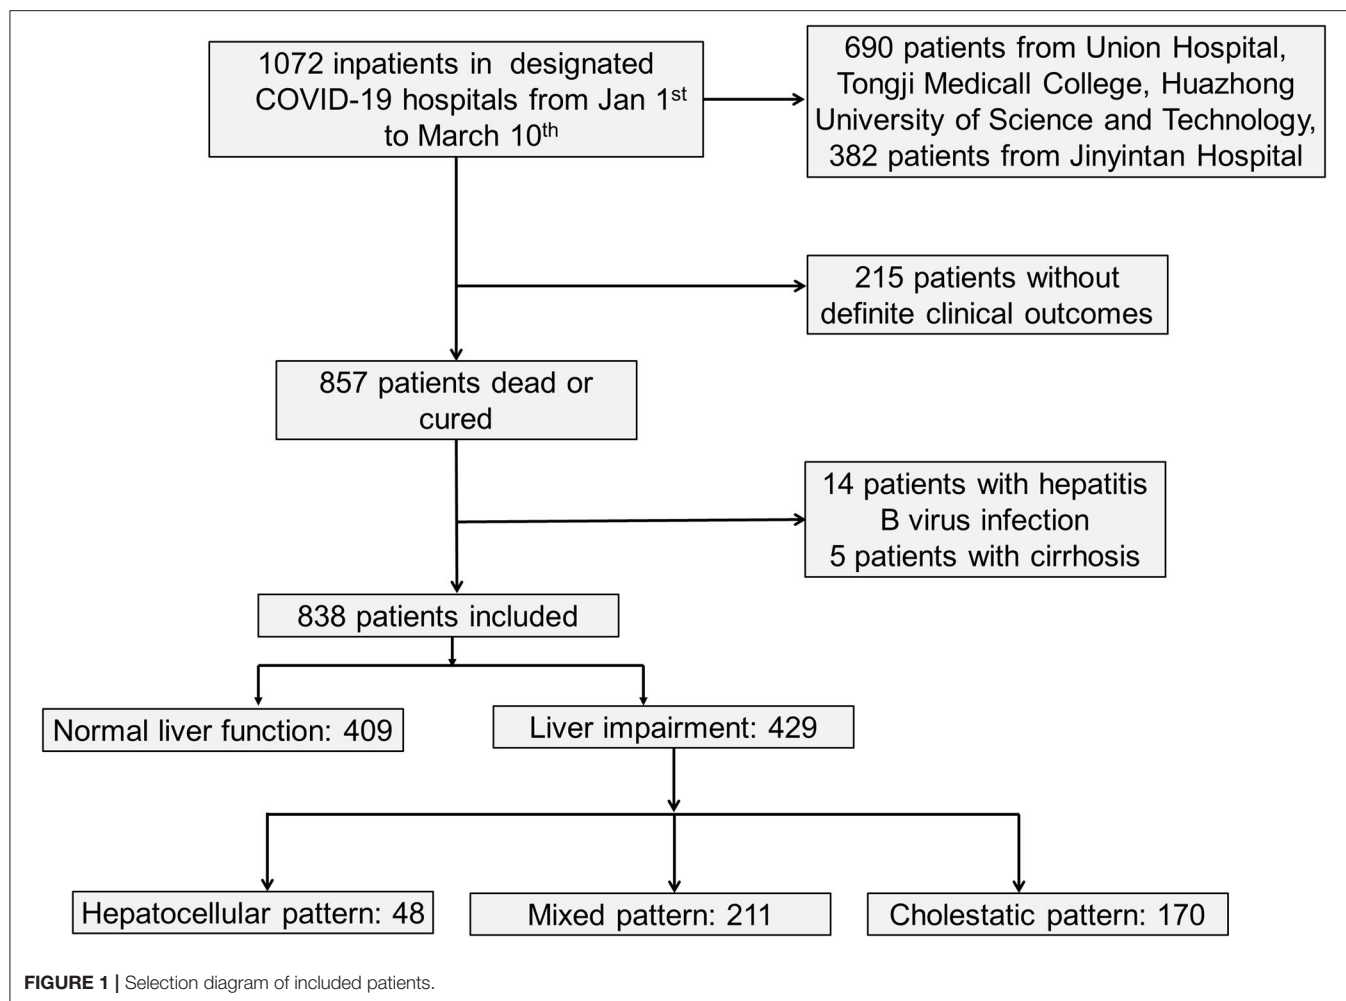 1072 inpatients in designated
COVID-19 hospitals from Jan 1st
to March 10th
690 patients from Union Hospital,
Tongji Medicall College, Huazhong
University of Science and Technology,
382 patients from Jinyintan Hospital
215 patients without
definite clinical outcomes
857 patients dead or
cured
14 patients with hepatitis
B virus infection
5 patients with cirrhosis
838 patients included
Normal liver function: 409
Liver impairment: 429
Hepatocellular pattern: 48
Mixed pattern: 211
Cholestatic pattern: 170
FIGURE 1 | Selection diagram of included patients.